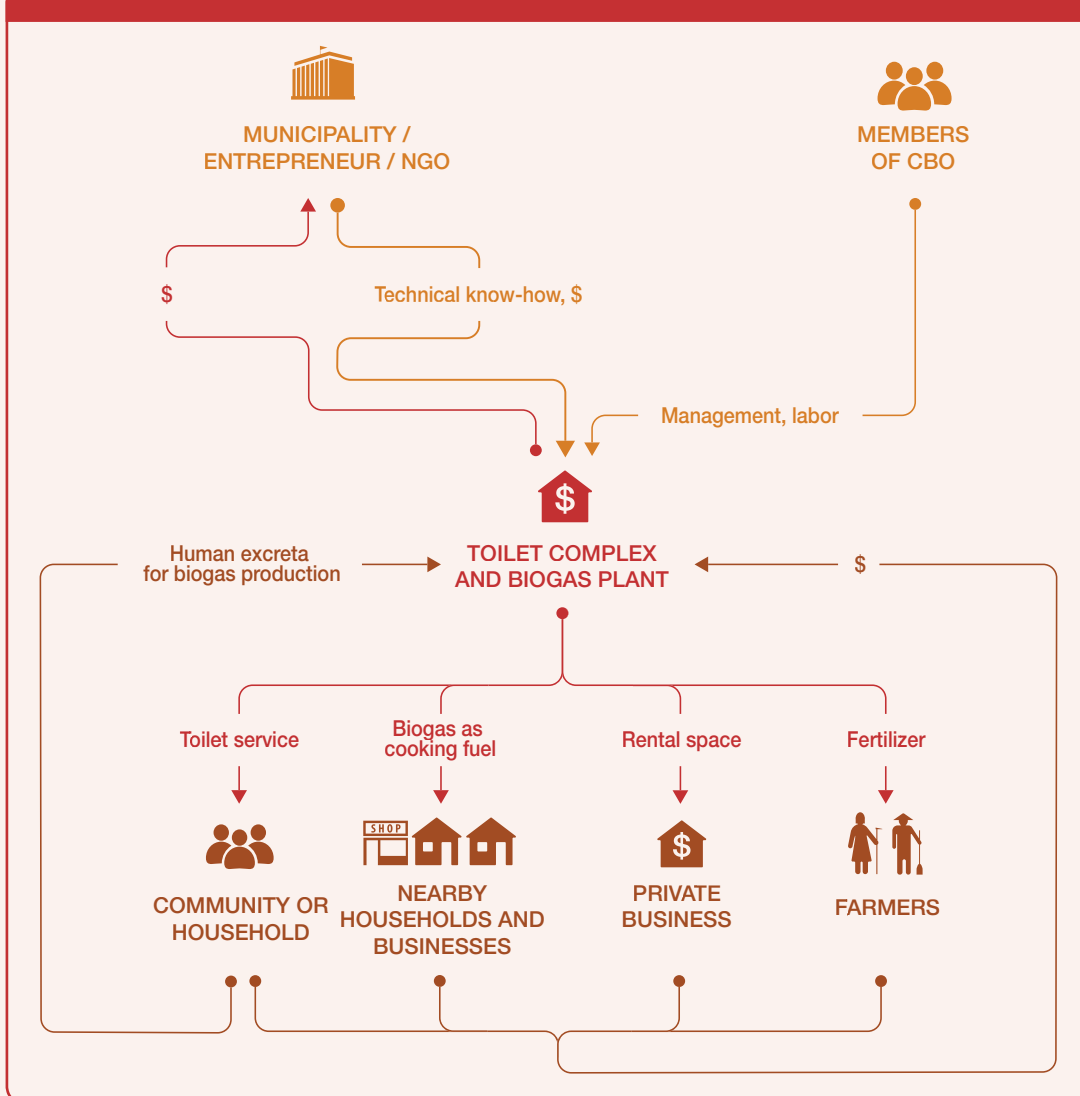 MUNICIPALITY /
ENTREPRENEUR / NGO
MEMBERS
OF CBO
$
Technical know-how, $
Management, labor
$
Human excreta
for biogas production
TOILET COMPLEX
AND BIOGAS PLANT
$
Toilet service
Biogas as
cooking fuel
Rental space
Fertilizer
SHOP
$
COMMUNITY OR
HOUSEHOLD
NEARBY
HOUSEHOLDS AND
BUSINESSES
PRIVATE
BUSINESS
FARMERS